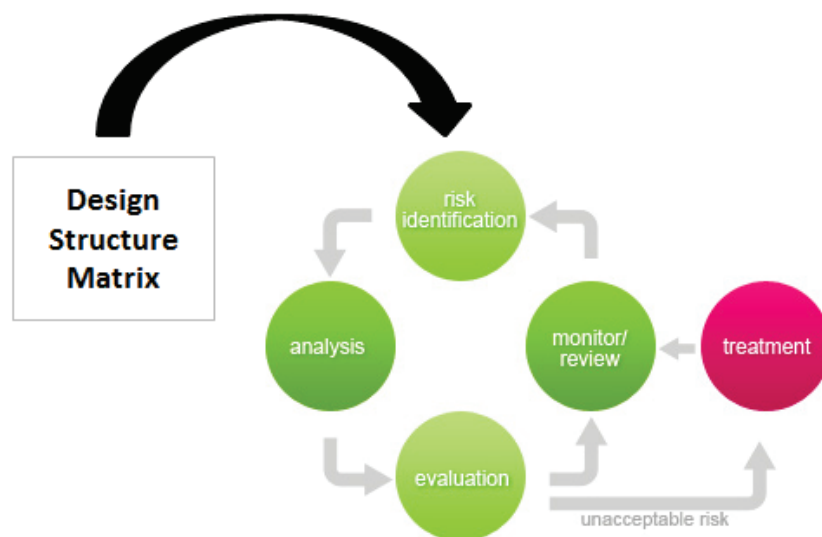 Design
Structure
Matrix
risk
identification
analysis
monitor/
review
treatment
evaluation
unacceptable risk